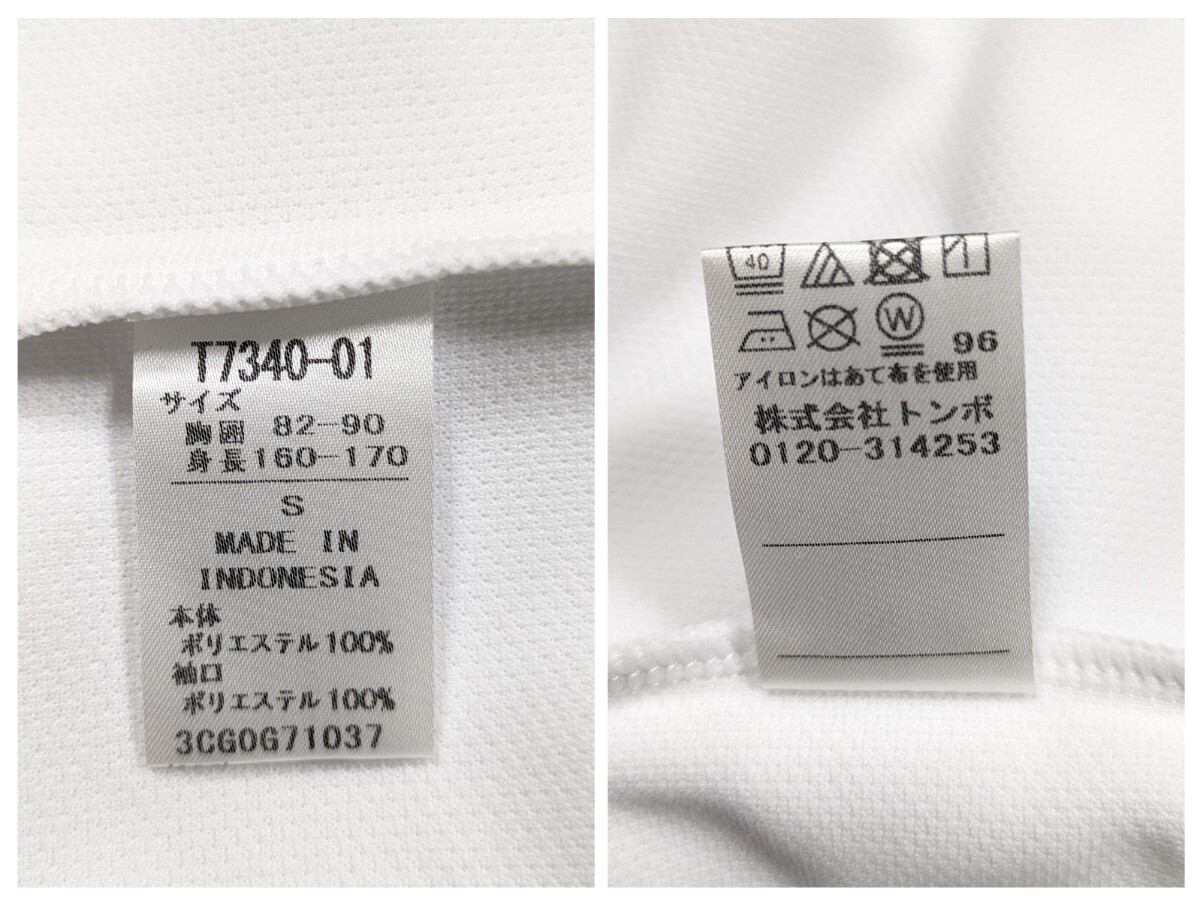 T7340-01
サイズ
胸囲 82-90
身長 160-170
S
MADE IN
INDONESIA
本体
ポリエステル100%
袖口
ポリエステル100%
3CG0G71037
40
W
96
アイロンはあて布を使用
株式会社トンボ
0120-314253